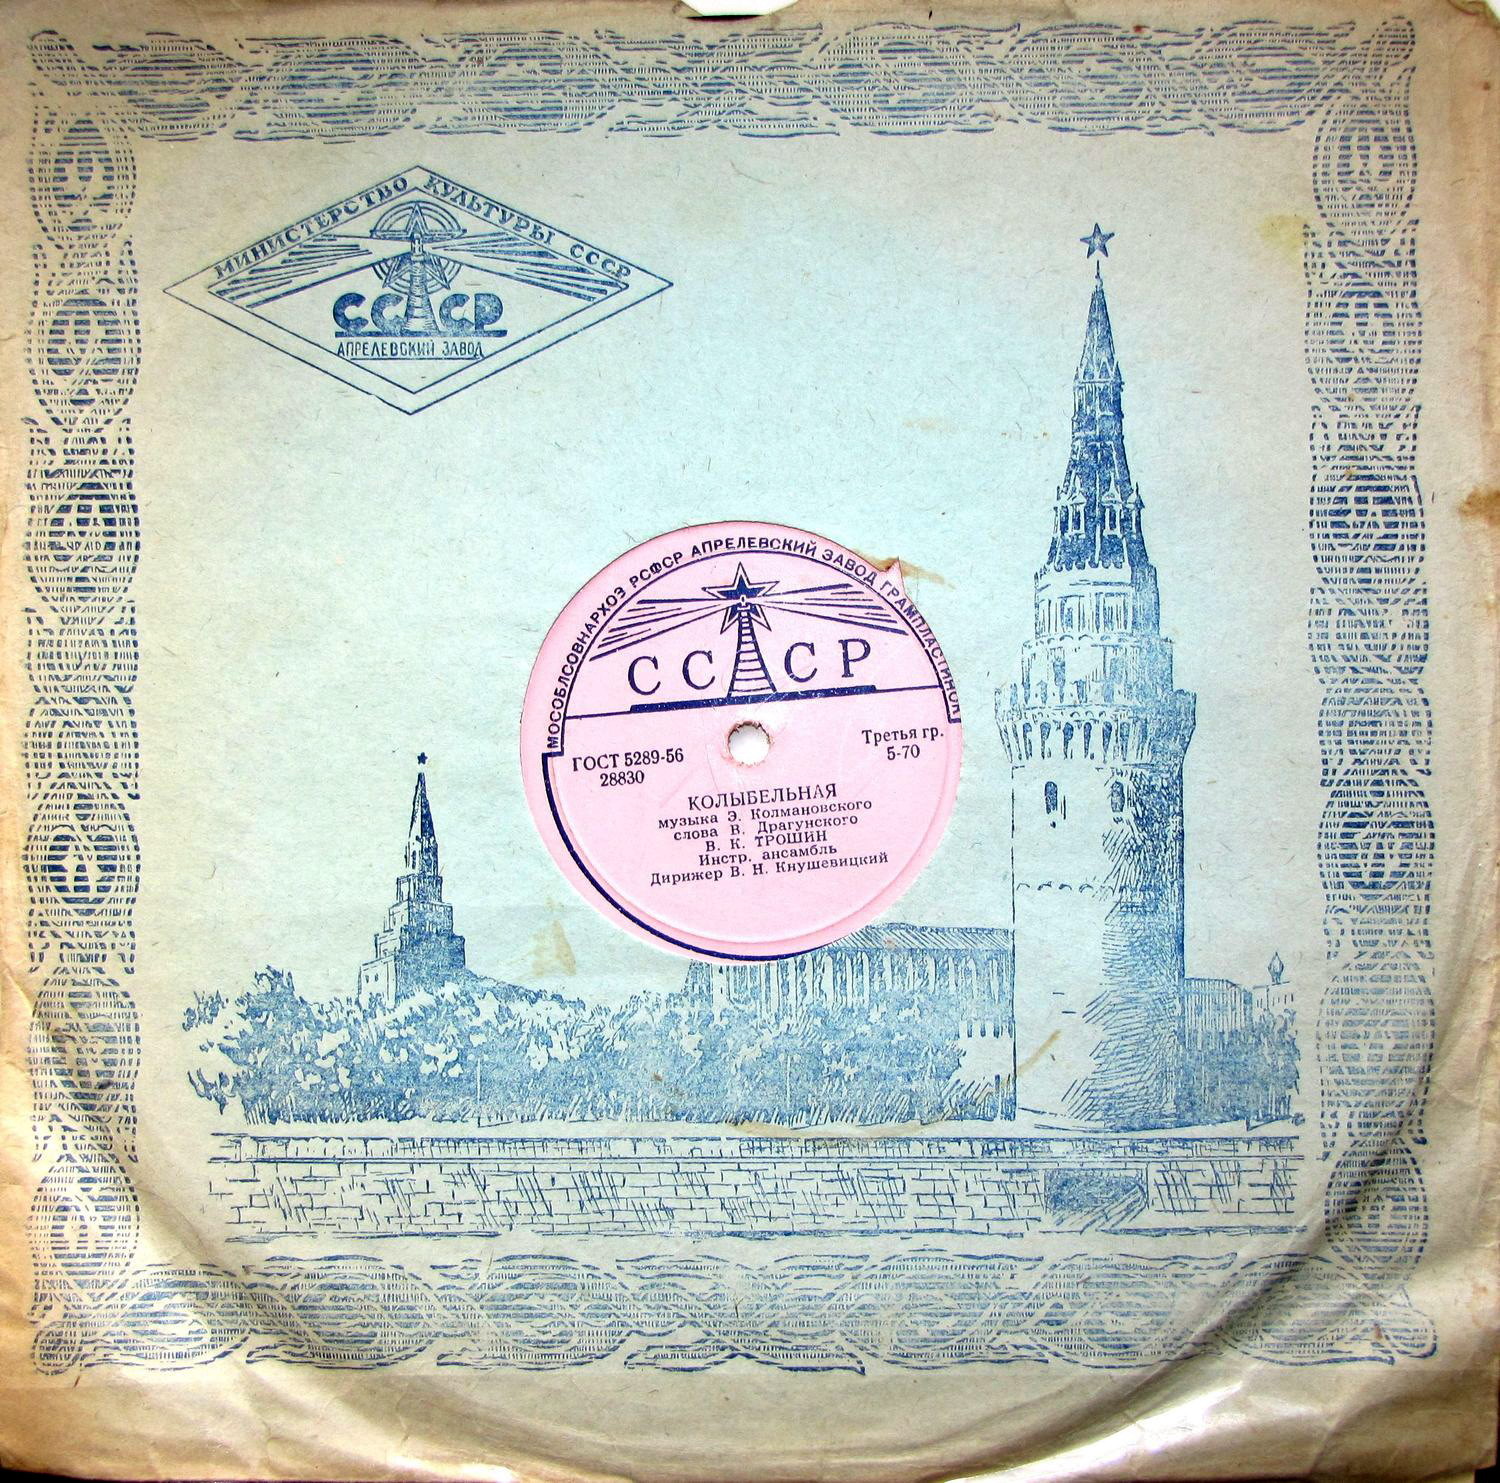 МИНИСТЕРСТВО КУЛЬТУРЫ СССР
СССР
АПРЕЛЕВСКИЙ ЗАВОД
МОСОБЛСОВНАРХОЗ РСФСР АПРЕЛЕВСКИЙ ЗАВОД ГРАМПЛАСТИНОК
СССР
ГОСТ 5289-56
28830
Третья гр.
5-70
КОЛЫБЕЛЬНАЯ
музыка Э. Колмановского
слова В. Драгунского
В. К. ТРОШИН
Инстр. ансамбль
Дирижер В. Н. Кнушевицкий